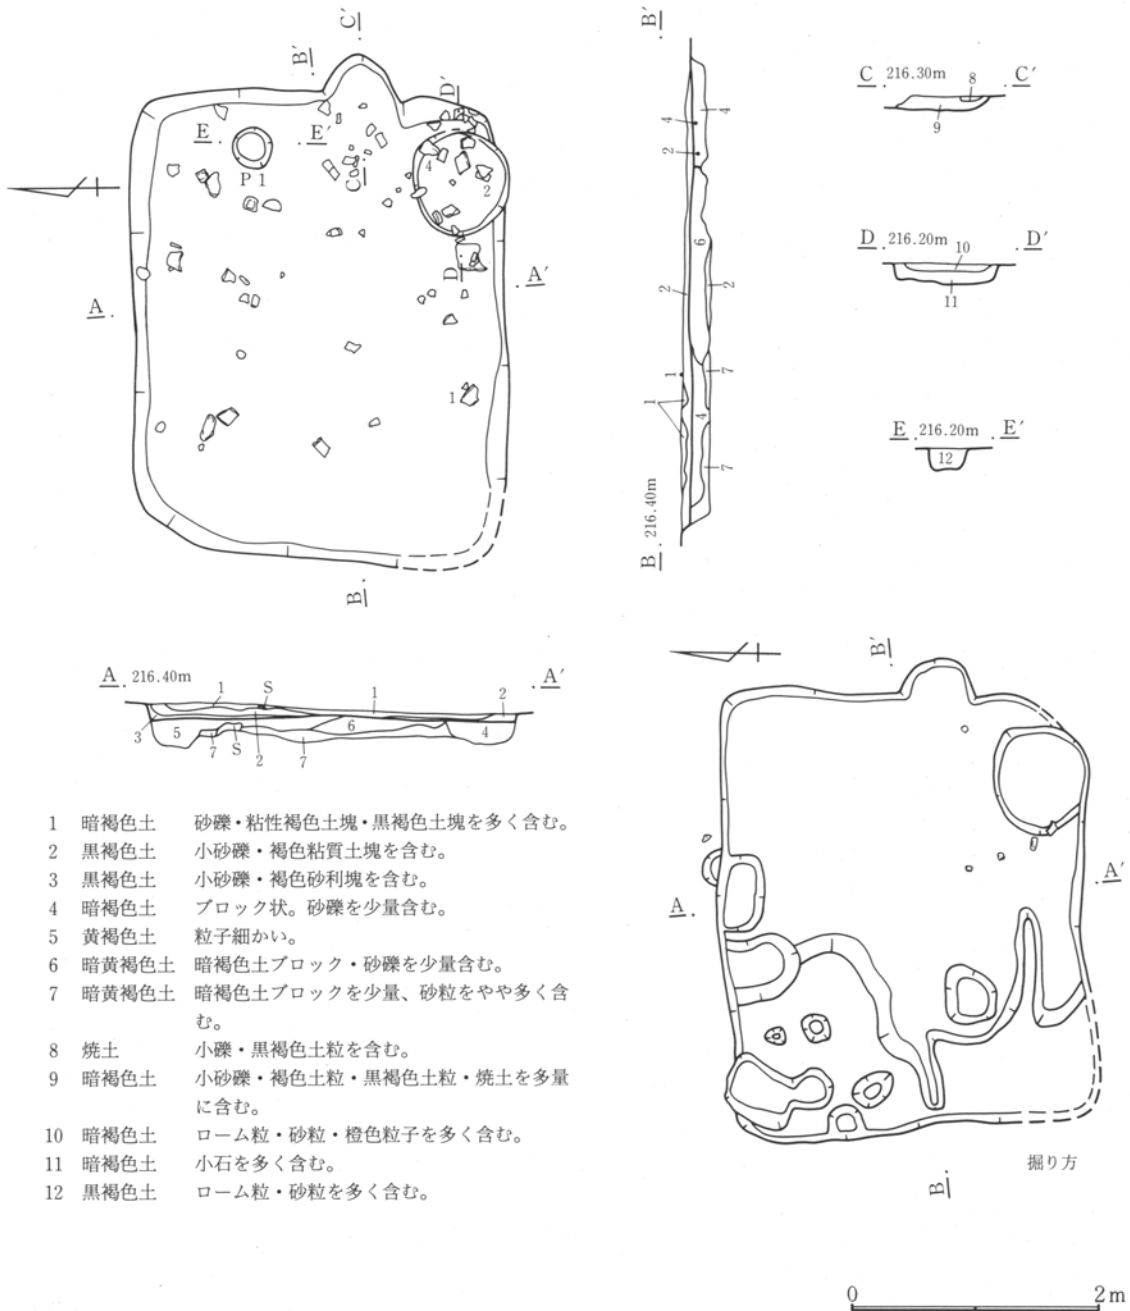 C′
B′
D′
E
E′
P 1
C
4
2
D
A′
A
1
B
B′
4
4
2
6
2
2
7
1
1
4
7
216.40m
B
C 216.30m 8 C′
9
D 216.20m 10 D′
11
E 216.20m E′
12
A 216.40m
1 S 1 2 A′
3 5 7 S 2 7 6 4
B′
A
A′
B
掘り方
1 暗褐色土 砂礫・粘性褐色土塊・黒褐色土塊を多く含む。
2 黒褐色土 小砂礫・褐色粘質土塊を含む。
3 黒褐色土 小砂礫・褐色砂利塊を含む。
4 暗褐色土 ブロック状。砂礫を少量含む。
5 黄褐色土 粒子細かい。
6 暗黄褐色土 暗褐色土ブロック・砂礫を少量含む。
7 暗黄褐色土 暗褐色土ブロックを少量、砂粒をやや多く含
む。
8 焼土 小礫・黒褐色土粒を含む。
9 暗褐色土 小砂礫・褐色土粒・黒褐色土粒・焼土を多量
に含む。
10 暗褐色土 ローム粒・砂粒・橙色粒子を多く含む。
11 暗褐色土 小石を多く含む。
12 黒褐色土 ローム粒・砂粒を多く含む。
0 2m